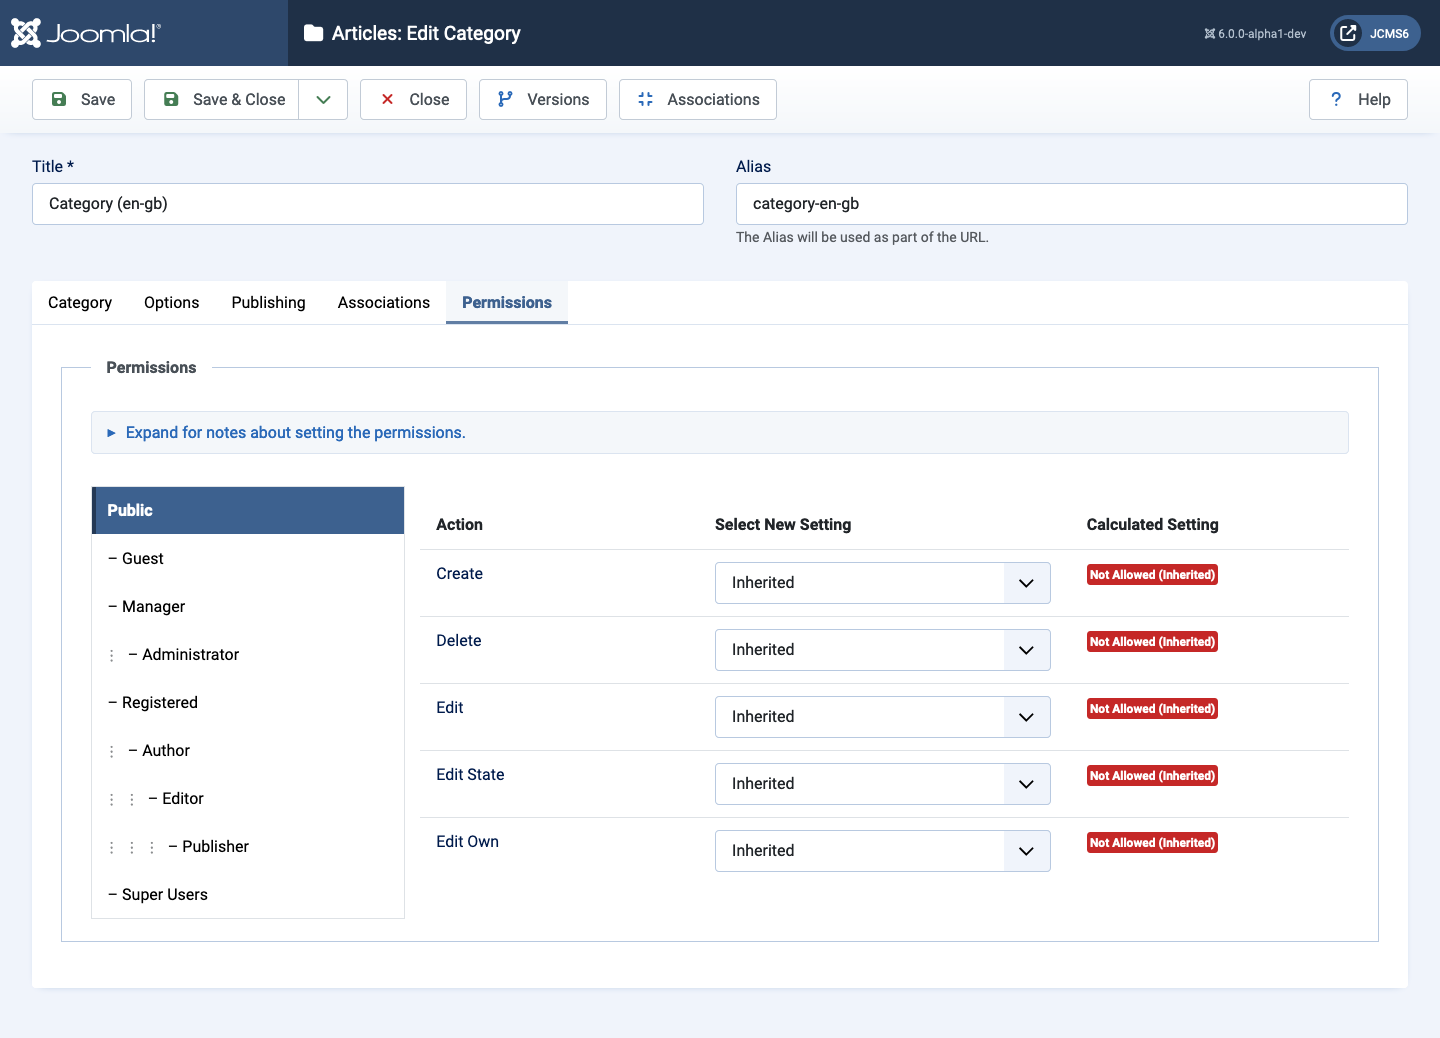 Joomla!
Articles: Edit Category
6.0.0-alpha1-dev
JCMS6
Save
Save & Close
Close
Versions
Associations
? Help
Title *
Alias
Category (en-gb)
category-en-gb
The Alias will be used as part of the URL.
Category Options Publishing Associations Permissions
Permissions
Expand for notes about setting the permissions.
Public
– Guest
– Manager
– Administrator
– Registered
– Author
– Editor
– Publisher
– Super Users
Action Select New Setting Calculated Setting
Create Inherited Not Allowed (Inherited)
Delete Inherited Not Allowed (Inherited)
Edit Inherited Not Allowed (Inherited)
Edit State Inherited Not Allowed (Inherited)
Edit Own Inherited Not Allowed (Inherited)